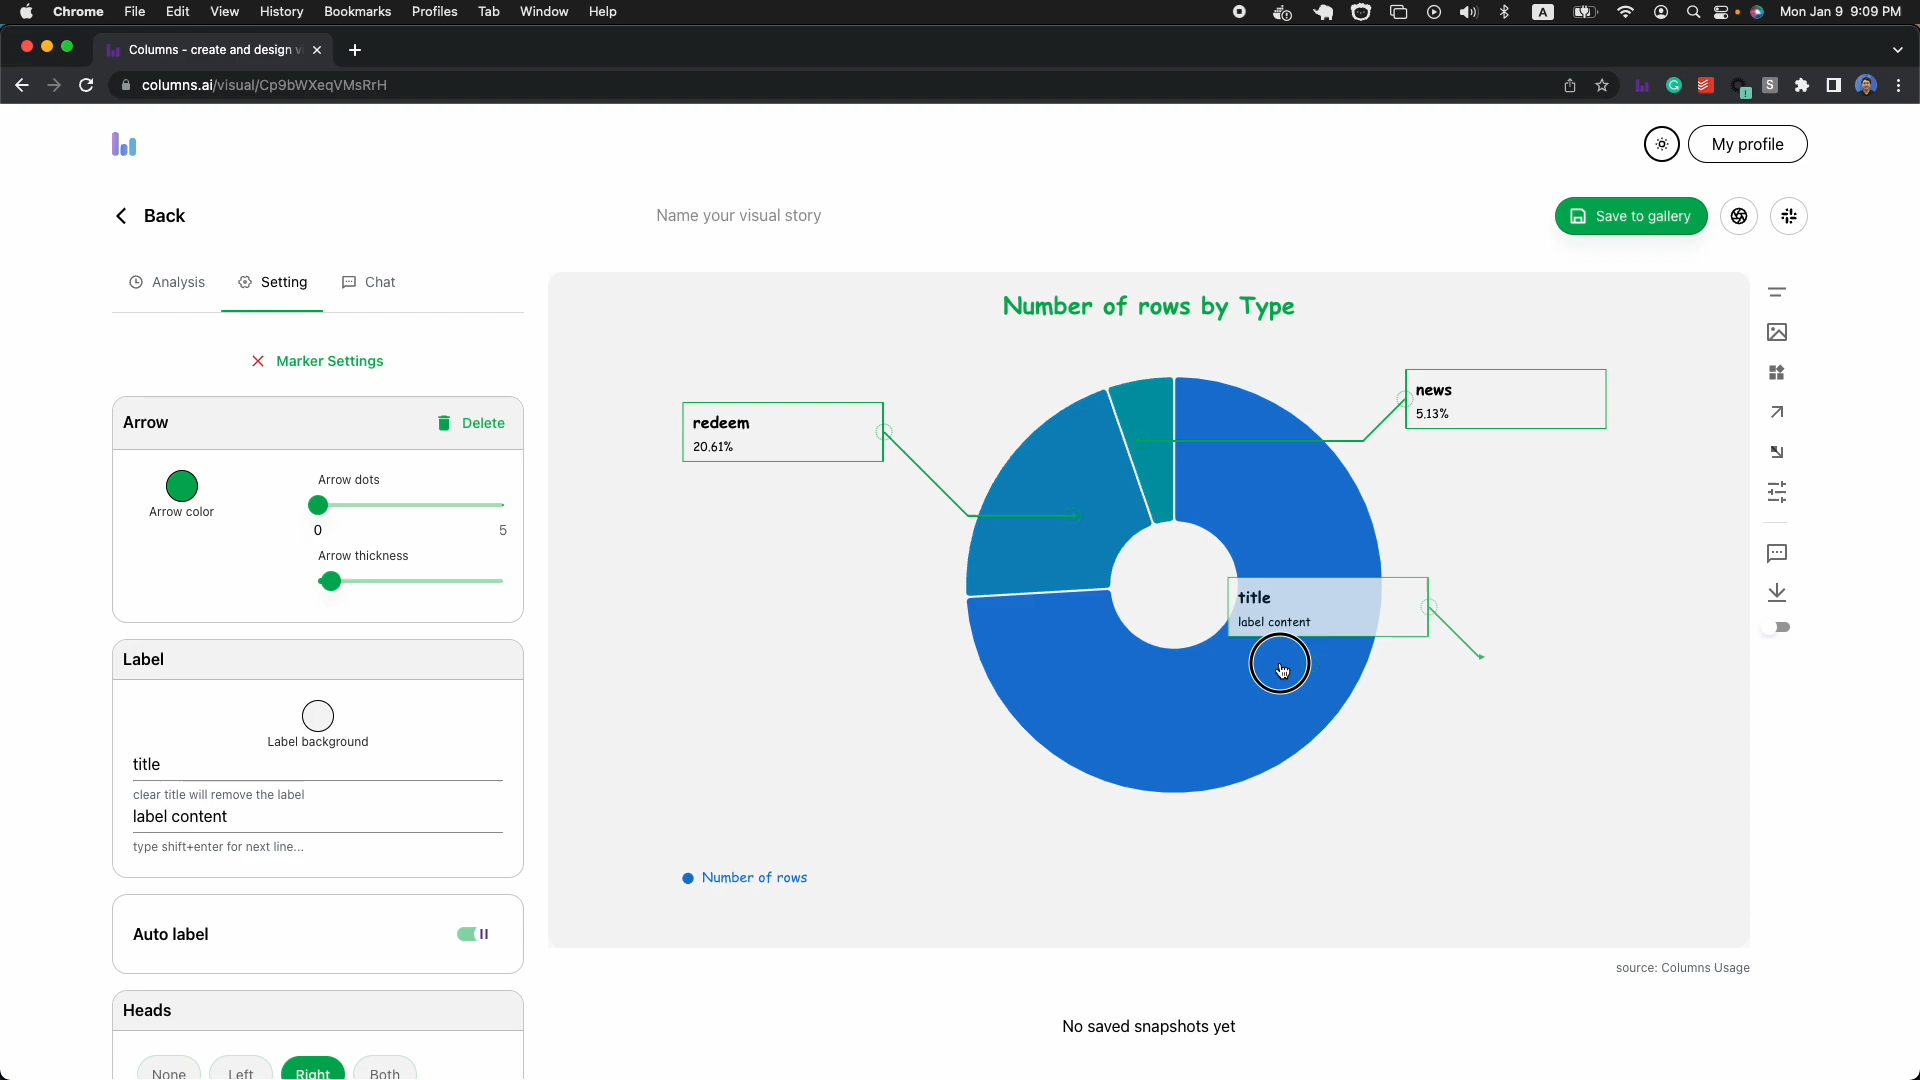 Chrome File Edit View History Bookmarks Profiles Tab Window Help A Mon Jan 9 9:09 PM
Columns - create and design vi
columns.ai/visual/Cp9bWXeqVMsRrH S
My profile
Back Name your visual story Save to gallery
Analysis Setting Chat
Marker Settings
Arrow Delete
Arrow dots
Arrow color
0 5
Arrow thickness
Label
Label background
title
clear title will remove the label
label content
type shift+enter for next line...
Auto label
Heads
None Left Right Both
Number of rows by Type
news
5.13%
redeem
20.61%
title
label content
Number of rows
source: Columns Usage
No saved snapshots yet